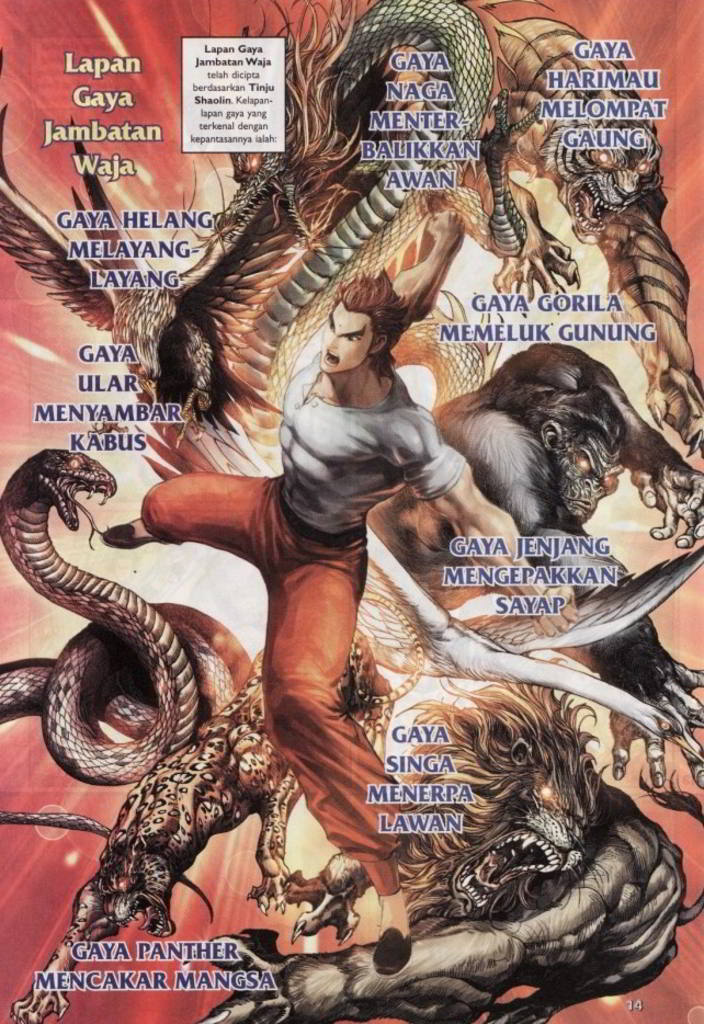 Lapan
Gaya
Jambatan
Waja
Lapan Gaya
Jambatan Waja
telah dicipta
berdasarkan Tinju
Shaolin. Kelapan-
lapan gaya yang
terkenal dengan
kepantasannya ialah:
GAYA
NAGA
MENTER-
BALIKKAN
AWAN
GAYA
HARIMAU
MELOMPAT
GAUNG
GAYA HELANG
MELAYANG-
LAYANG
GAYA GORILA
MEMELUK GUNUNG
GAYA
ULAR
MENYAMBAR
KABUS
GAYA JENJANG
MENGEPAKKAN
SAYAP
GAYA
SINGA
MENERPA
LAWAN
GAYA PANTHER
MENCAKAR MANGSA
14